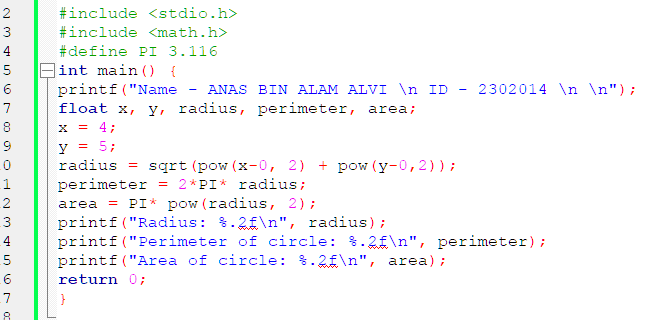 2 #include <stdio.h>
3 #include <math.h>
4 #define PI 3.116
5 int main() {
6 printf("Name - ANAS BIN ALAM ALVI \n ID - 2302014 \n \n");
7 float x, y, radius, perimeter, area;
8 x = 4;
9 y = 5;
0 radius = sqrt(pow(x-0, 2) + pow(y-0,2));
1 perimeter = 2*PI* radius;
2 area = PI* pow(radius, 2);
3 printf("Radius: %.2f\n", radius);
4 printf("Perimeter of circle: %.2f\n", perimeter);
5 printf("Area of circle: %.2f\n", area);
6 return 0;
7 }
8